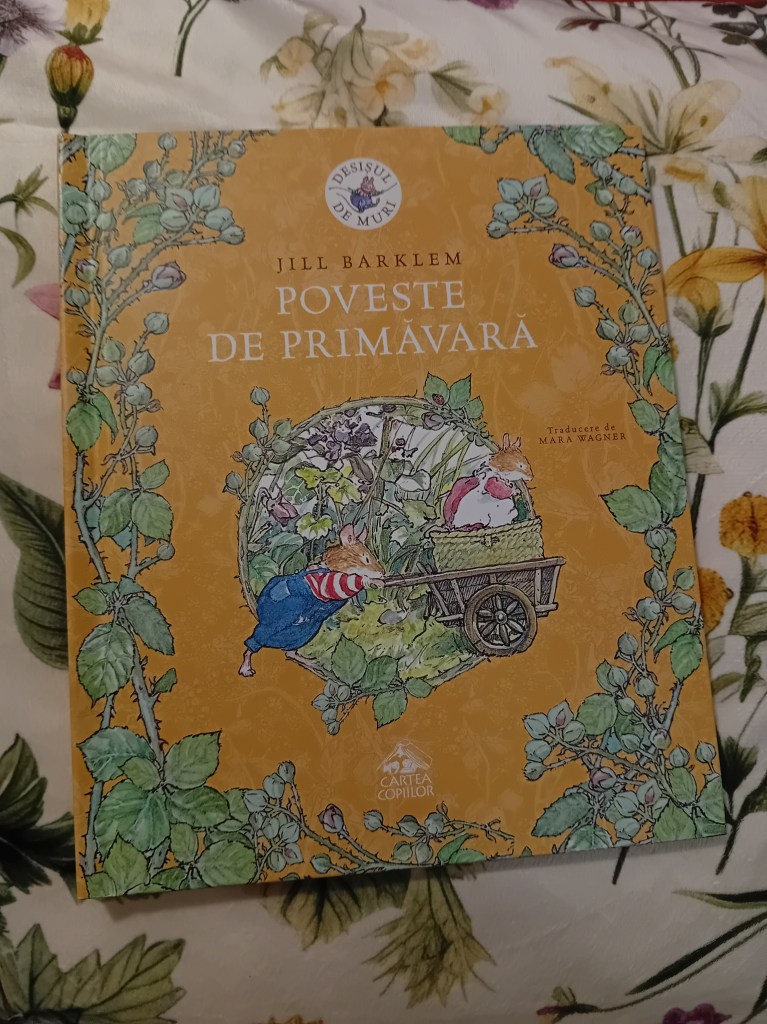 DESIȘUL
DE MURI
JILL BARKLEM
POVESTE
DE PRIMĂVARĂ
Traducere de
MARA WAGNER
CARTEA
COPIILOR